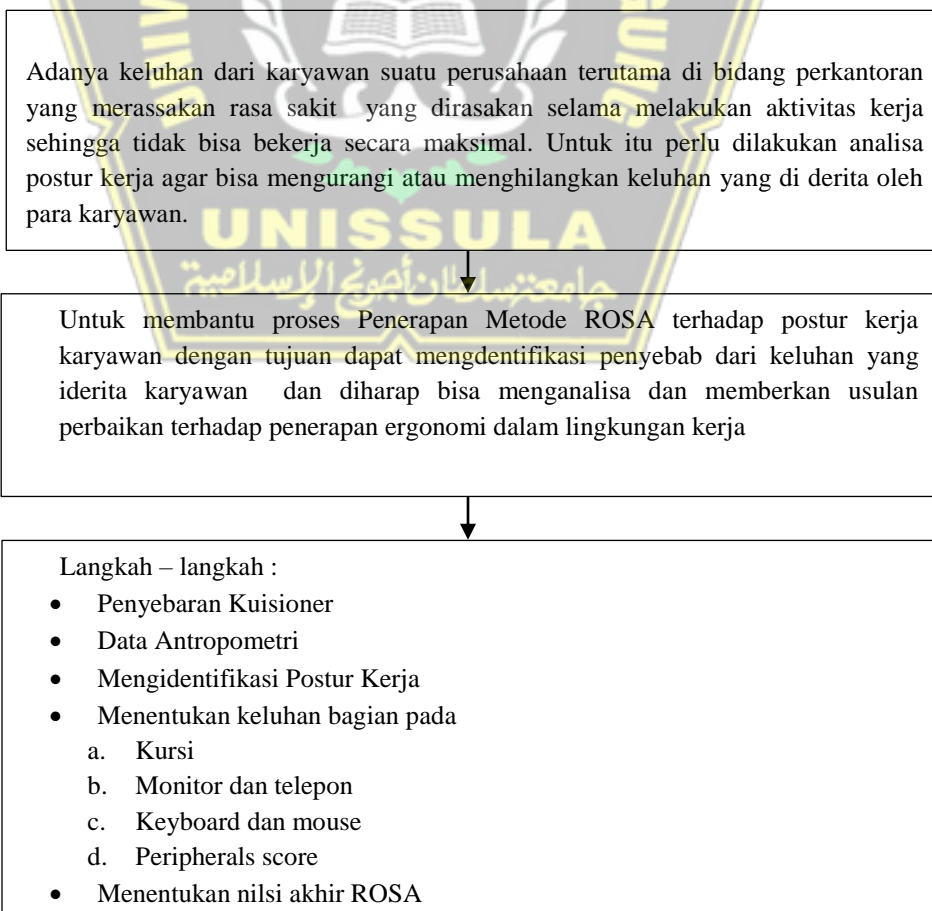 Adanya keluhan dari karyawan suatu perusahaan terutama di bidang perkantoran
yang merassakan rasa sakit yang dirasakan selama melakukan aktivitas kerja
sehingga tidak bisa bekerja secara maksimal. Untuk itu perlu dilakukan analisa
postur kerja agar bisa mengurangi atau menghilangkan keluhan yang di derita oleh
para karyawan.
UNISSULA
جامعتنسلطان أجونج الإسلامية
Untuk membantu proses Penerapan Metode ROSA terhadap postur kerja
karyawan dengan tujuan dapat mengdentifikasi penyebab dari keluhan yang
iderita karyawan dan diharap bisa menganalisa dan memberkan usulan
perbaikan terhadap penerapan ergonomi dalam lingkungan kerja
Langkah – langkah :
• Penyebaran Kuisioner
• Data Antropometri
• Mengidentifikasi Postur Kerja
• Menentukan keluhan bagian pada
a. Kursi
b. Monitor dan telepon
c. Keyboard dan mouse
d. Peripherals score
• Menentukan nilsi akhir ROSA